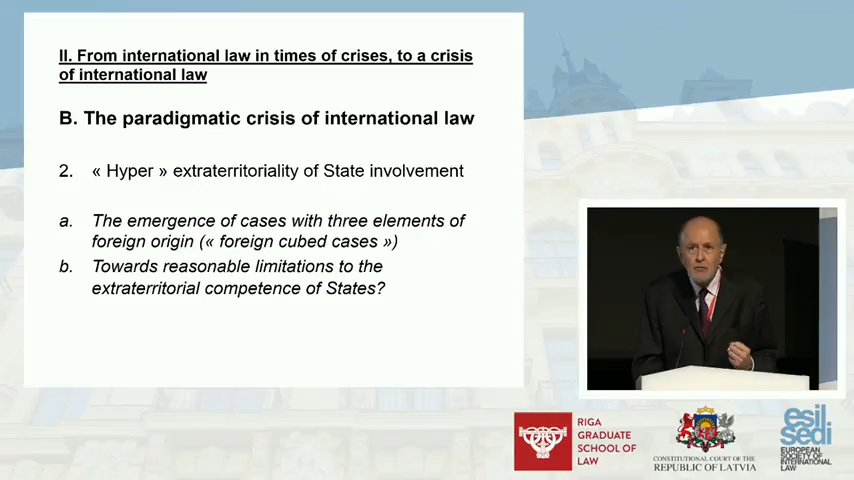 II. From international law in times of crises, to a crisis
of international law
B. The paradigmatic crisis of international law
2. « Hyper » extraterritoriality of State involvement
a. The emergence of cases with three elements of
foreign origin (« foreign cubed cases »)
b. Towards reasonable limitations to the
extraterritorial competence of States?
RIGA
GRADUATE
SCHOOL OF
LAW
CONSTITUTIONAL COURT OF THE
REPUBLIC OF LATVIA
esil
sedi
EUROPEAN
SOCIETY OF
INTERNATIONAL
LAW